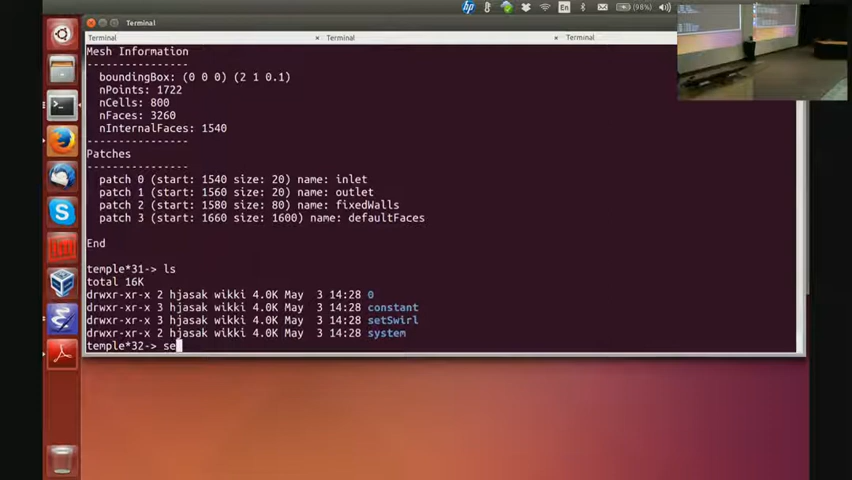 En
(98%)
Terminal
Terminal
Terminal
Terminal
Mesh Information
----------------
boundingBox: (0 0 0) (2 1 0.1)
nPoints: 1722
nCells: 800
nFaces: 3260
nInternalFaces: 1540
----------------
Patches
----------------
patch 0 (start: 1540 size: 20) name: inlet
patch 1 (start: 1560 size: 20) name: outlet
patch 2 (start: 1580 size: 80) name: fixedWalls
patch 3 (start: 1660 size: 1600) name: defaultFaces
End
temple*31-> ls
total 16K
drwxr-xr-x 2 hjasak wikki 4.0K May  3 14:28 0
drwxr-xr-x 3 hjasak wikki 4.0K May  3 14:28 constant
drwxr-xr-x 3 hjasak wikki 4.0K May  3 14:28 setSwirl
drwxr-xr-x 2 hjasak wikki 4.0K May  3 14:28 system
temple*32-> se